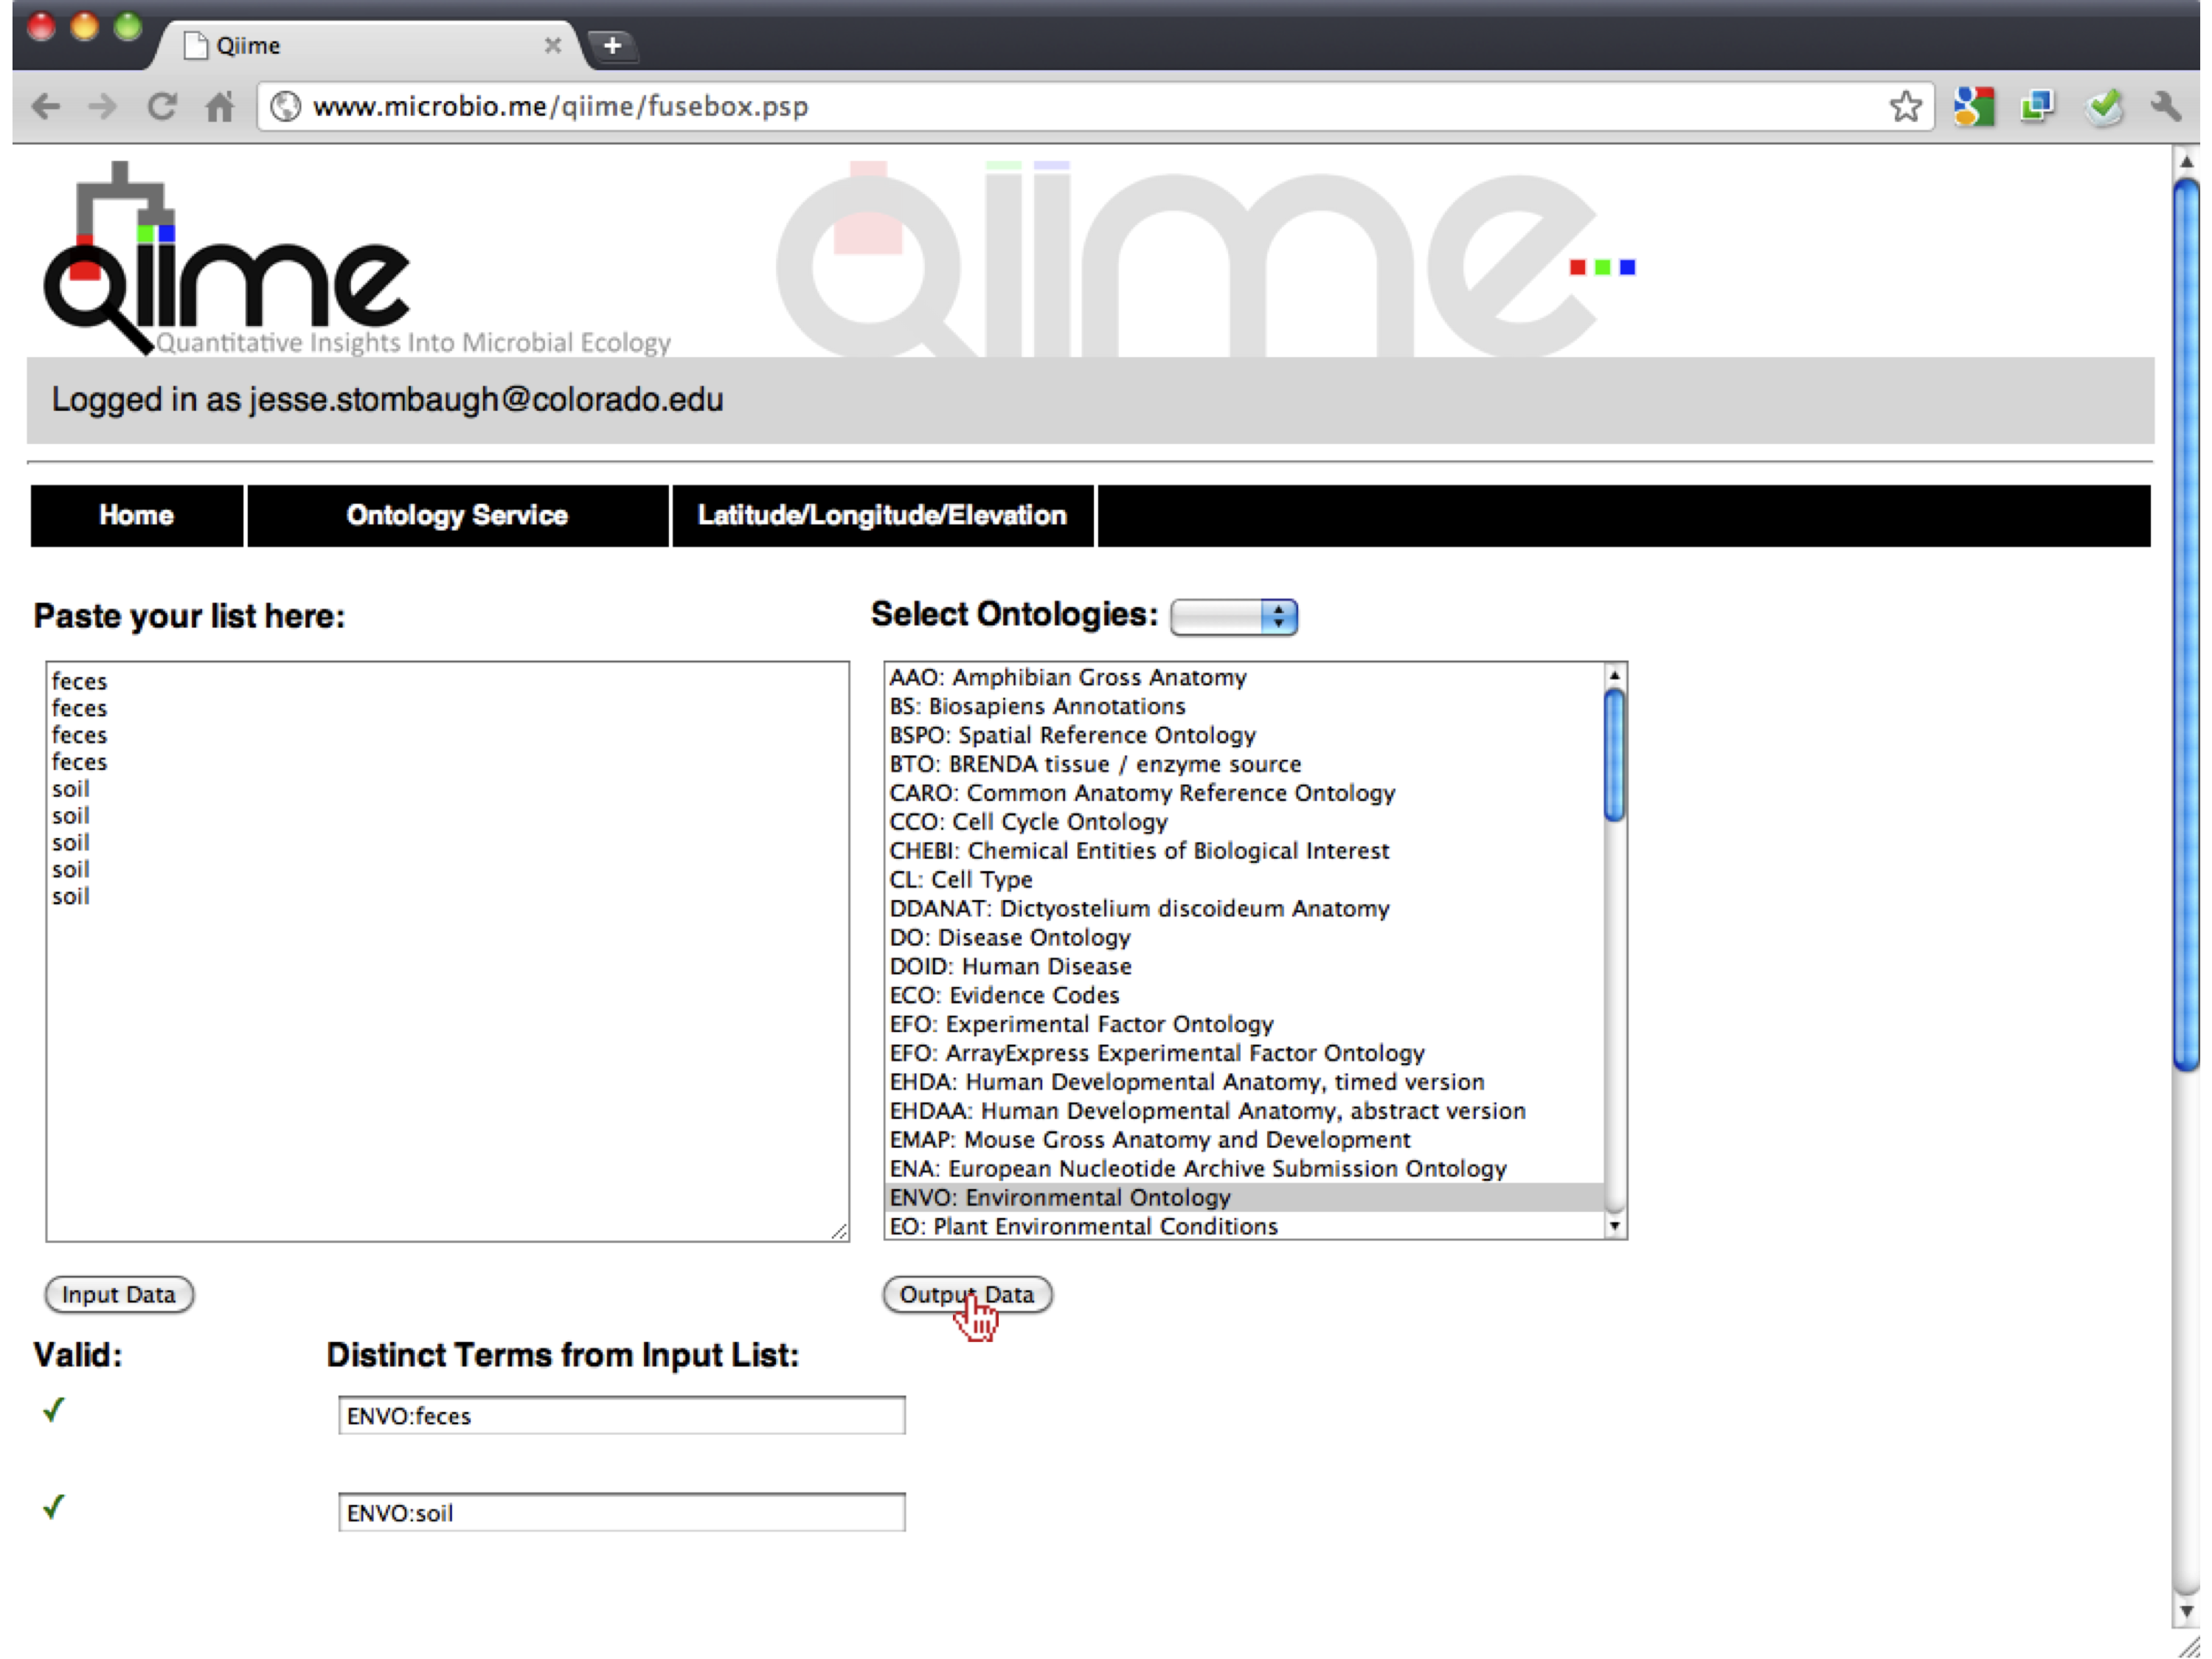 Qiime
www.microbio.me/qiime/fusebox.psp
Qiime
Qiime
Quantitative Insights Into Microbial Ecology
Logged in as jesse.stombaugh@colorado.edu
Home Ontology Service Latitude/Longitude/Elevation
Paste your list here:
feces
feces
feces
feces
soil
soil
soil
soil
soil
Select Ontologies:
AAO: Amphibian Gross Anatomy
BS: Biosapiens Annotations
BSPO: Spatial Reference Ontology
BTO: BRENDA tissue / enzyme source
CARO: Common Anatomy Reference Ontology
CCO: Cell Cycle Ontology
CHEBI: Chemical Entities of Biological Interest
CL: Cell Type
DDANAT: Dictyostelium discoideum Anatomy
DO: Disease Ontology
DOID: Human Disease
ECO: Evidence Codes
EFO: Experimental Factor Ontology
EFO: ArrayExpress Experimental Factor Ontology
EHDA: Human Developmental Anatomy, timed version
EHDAA: Human Developmental Anatomy, abstract version
EMAP: Mouse Gross Anatomy and Development
ENA: European Nucleotide Archive Submission Ontology
ENVO: Environmental Ontology
EO: Plant Environmental Conditions
Input Data
Output Data
Valid: Distinct Terms from Input List:
✓ ENVO:feces
✓ ENVO:soil